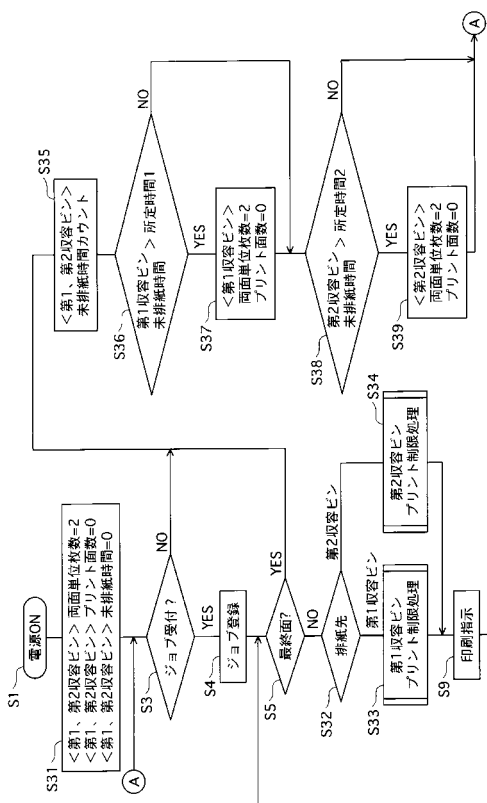 S1
電源ON
S31
<第1、第2収容ビン> 両面単位枚数=2
<第1、第2収容ビン> プリント面数=0
<第1、第2収容ビン> 未排紙時間=0
A
S3
ジョブ受付?
NO
YES
S4
ジョブ登録
S5
最終面?
YES
NO
S32
排紙先
第2収容ビン
第1収容ビン
S33
第1収容ビン
プリント制限処理
S34
第2収容ビン
プリント制限処理
S9
印刷指示
S35
<第1、第2収容ビン>
未排紙時間カウント
S36
第1収容ビン> 所定時間1
未排紙時間
NO
YES
S37
<第1収容ビン>
両面単位枚数=2
プリント面数=0
S38
第2収容ビン> 所定時間2
未排紙時間
NO
YES
S39
<第2収容ビン>
両面単位枚数=2
プリント面数=0
A